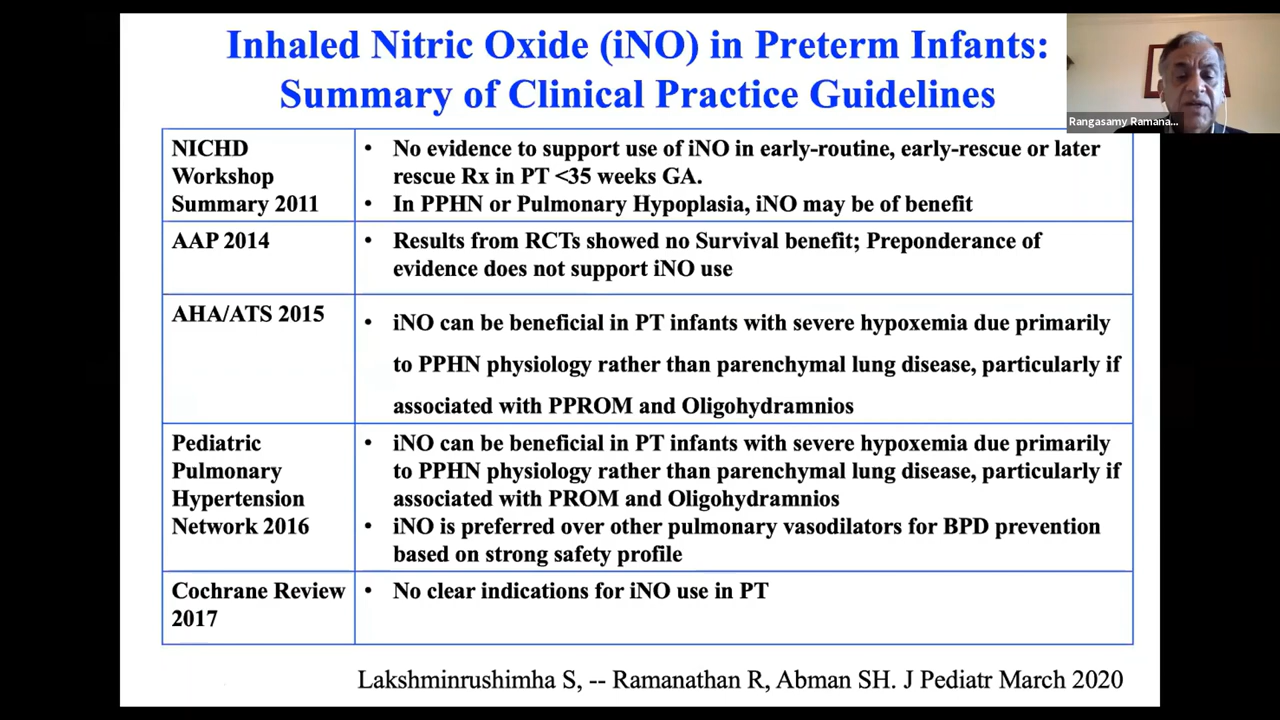 Inhaled Nitric Oxide (iNO) in Preterm Infants:
Summary of Clinical Practice Guidelines
Rangasamy Ramana...
NICHD
Workshop
Summary 2011
• No evidence to support use of iNO in early-routine, early-rescue or later
rescue Rx in PT <35 weeks GA.
• In PPHN or Pulmonary Hypoplasia, iNO may be of benefit
AAP 2014
• Results from RCTs showed no Survival benefit; Preponderance of
evidence does not support iNO use
AHA/ATS 2015
• iNO can be beneficial in PT infants with severe hypoxemia due primarily
to PPHN physiology rather than parenchymal lung disease, particularly if
associated with PPROM and Oligohydramnios
Pediatric
Pulmonary
Hypertension
Network 2016
• iNO can be beneficial in PT infants with severe hypoxemia due primarily
to PPHN physiology rather than parenchymal lung disease, particularly if
associated with PROM and Oligohydramnios
• iNO is preferred over other pulmonary vasodilators for BPD prevention
based on strong safety profile
Cochrane Review
2017
• No clear indications for iNO use in PT
Lakshminrushimha S, -- Ramanathan R, Abman SH. J Pediatr March 2020